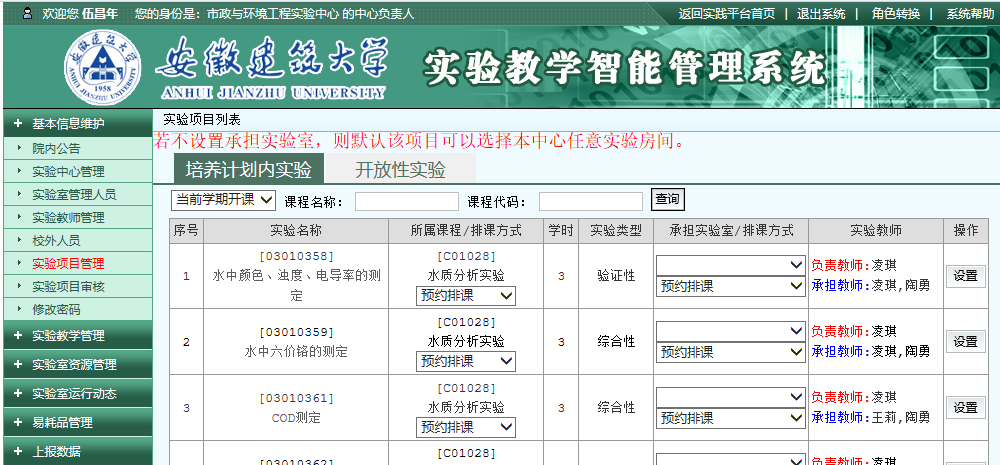 欢迎您 伍昌年 您的身份是：市政与环境工程实验中心 的中心负责人
返回实践平台首页 | 退出系统 | 角色转换 | 系统帮助
安徽建筑大学
ANHUI JIANZHU UNIVERSITY
1958
实验教学智能管理系统
基本信息维护
院内公告
实验中心管理
实验室管理人员
实验教师管理
校外人员
实验项目管理
实验项目审核
修改密码
实验教学管理
实验室资源管理
实验室运行动态
易耗品管理
上报数据
实验项目列表
若不设置承担实验室，则默认该项目可以选择本中心任意实验房间。
培养计划内实验 开放性实验
当前学期开课 课程名称： 课程代码： 查询
序号 实验名称 所属课程/排课方式 学时 实验类型 承担实验室/排课方式 实验教师 操作
1
[03010358]
水中颜色、浊度、电导率的测
定
[C01028]
水质分析实验
预约排课
3
验证性
预约排课
负责教师:凌琪
承担教师:凌琪,陶勇
设置
2
[03010359]
水中六价铬的测定
[C01028]
水质分析实验
预约排课
3
综合性
预约排课
负责教师:凌琪
承担教师:凌琪,陶勇
设置
3
[03010361]
COD测定
[C01028]
水质分析实验
预约排课
3
综合性
预约排课
负责教师:凌琪
承担教师:王莉,陶勇
设置
[03010362]
[C01028]
负责教师:凌琪